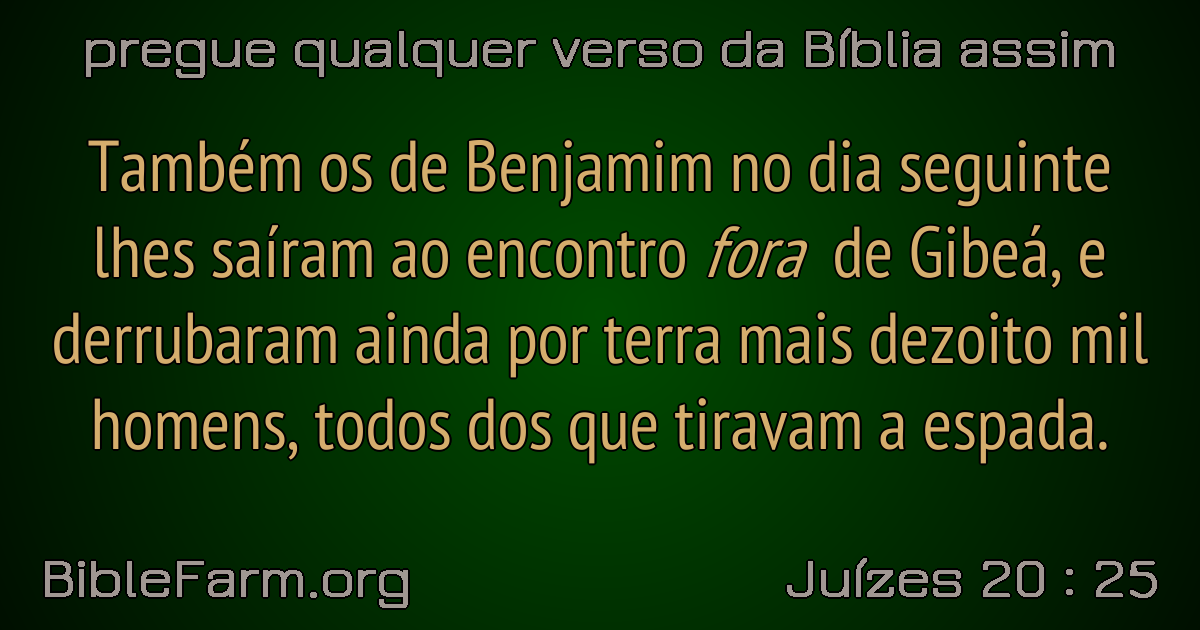 pregue qualquer verso da Bíblia assim
Também os de Benjamim no dia seguinte
lhes saíram ao encontro fora de Gibeá, e
derrubaram ainda por terra mais dezoito mil
homens, todos dos que tiravam a espada.
BibleFarm.org
Juízes 20 : 25